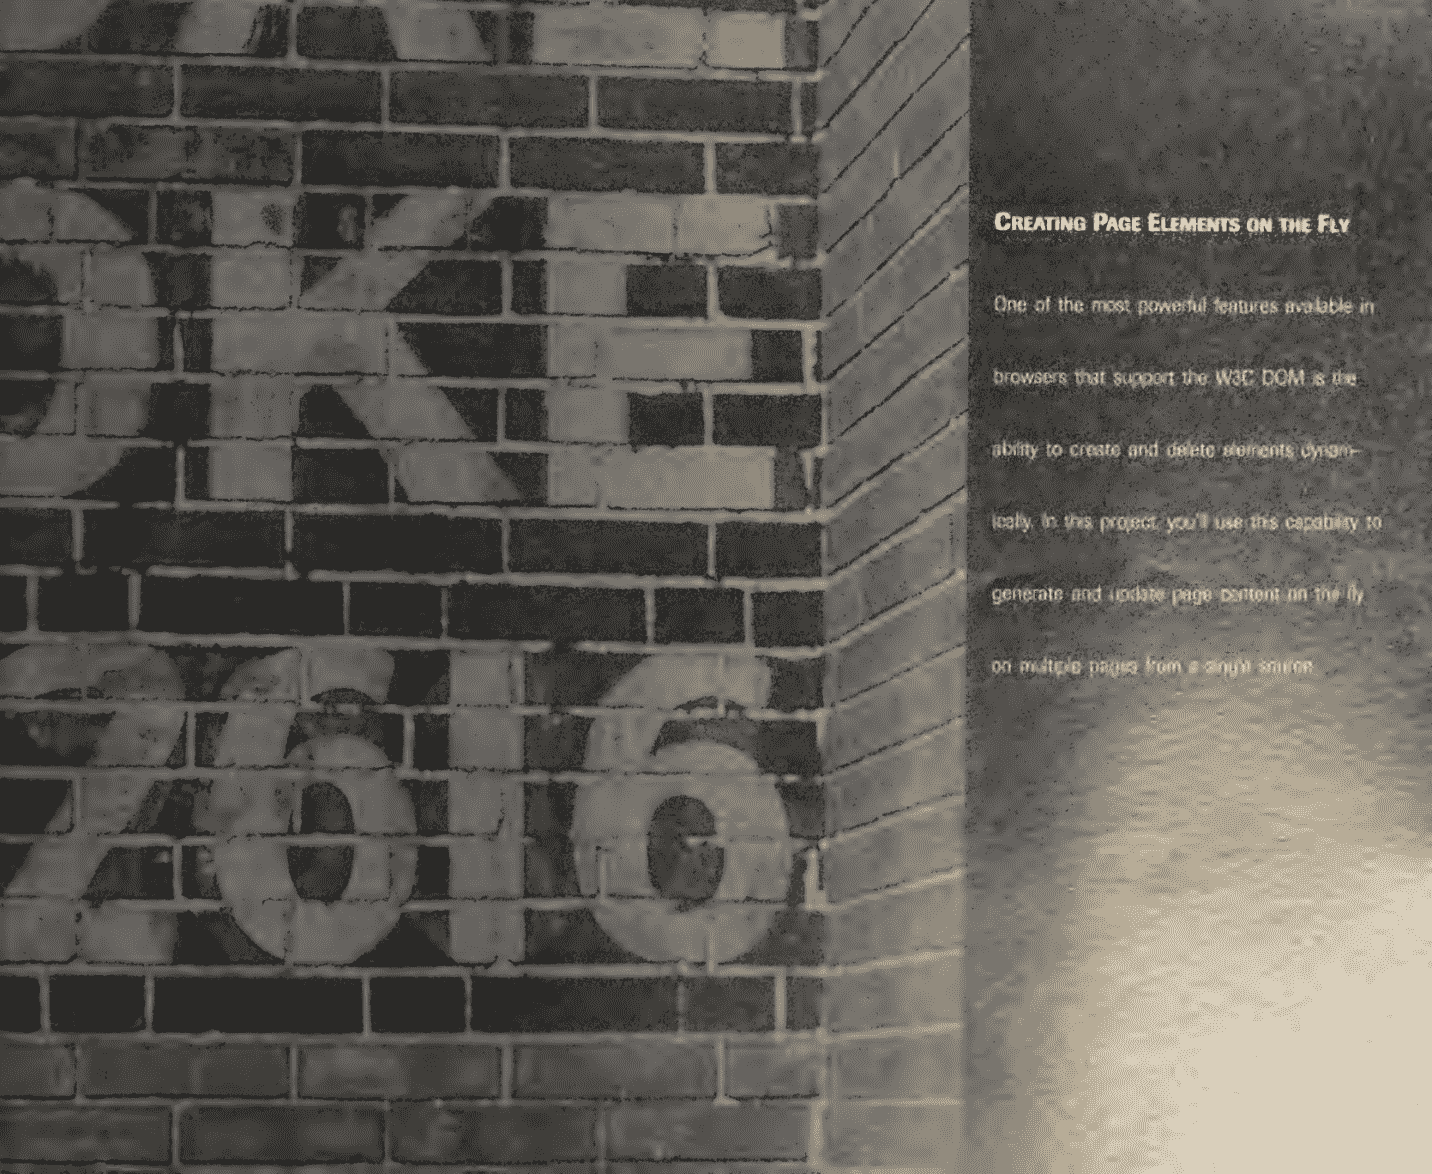 OKE
2616
CREATING PAGE ELEMENTS ON THE FLY
One of the most powerful features available in
browsers that support the W3C DOM is the
ability to create and delete elements dynam-
ically. In this project, you'll use this capability to
generate and update page content on the fly
on multiple pages from a single source.